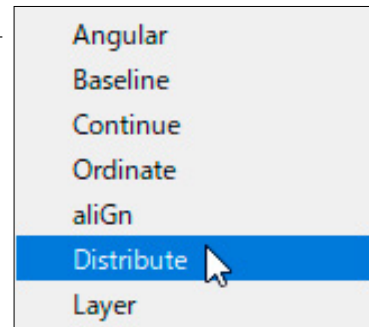 Angular
Baseline
Continue
Ordinate
aliGn
Distribute
Layer